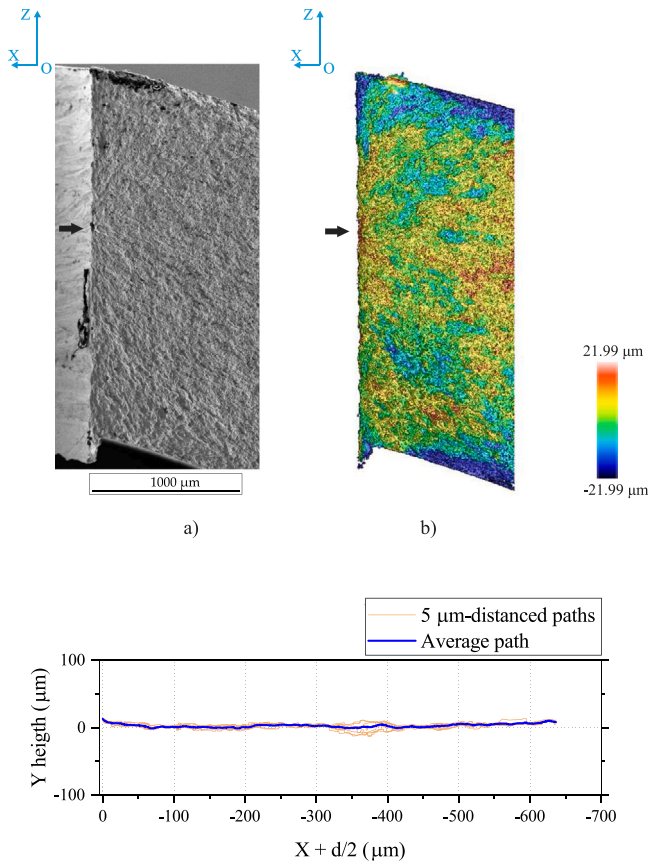 Z
Z
X
O
X
O
21.99 µm
-21.99 µm
1000 µm
a)
b)
5 µm-distanced paths
Average path
100
0
-100
Y heigth (µm)
0
-100
-200
-300
-400
-500
-600
-700
X + d/2 (µm)